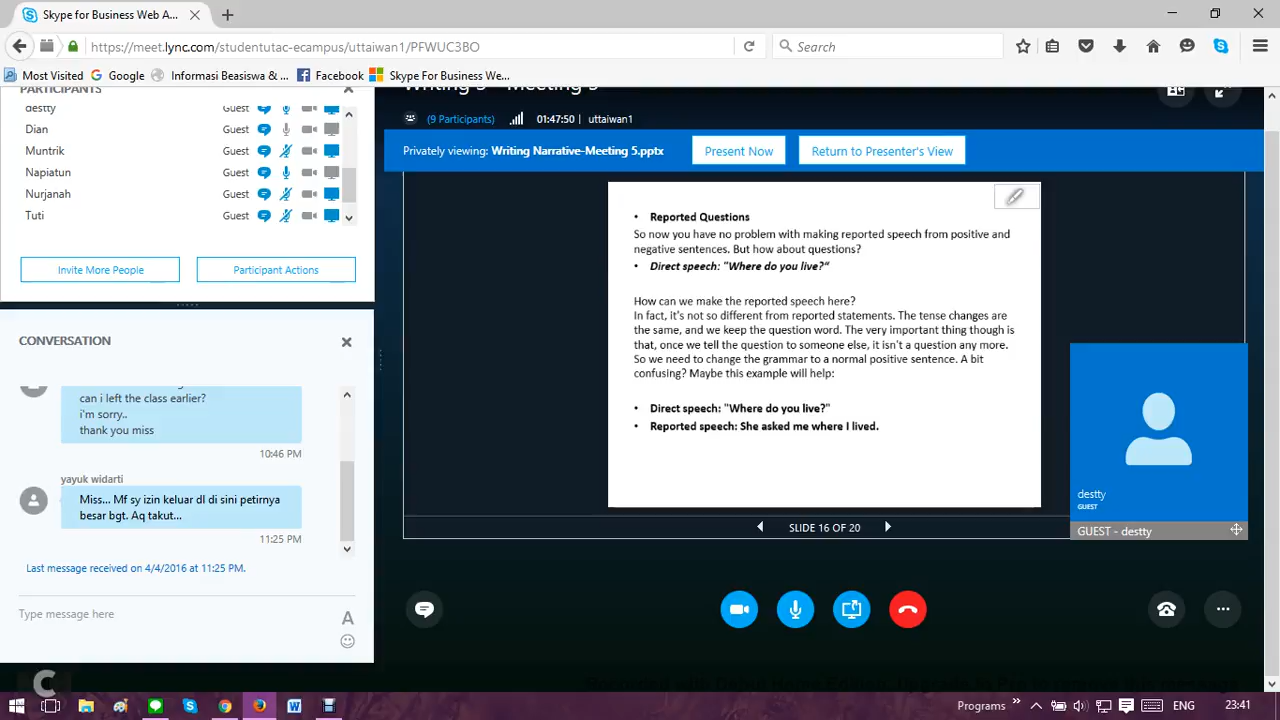 Skype for Business Web A...
https://meet.lync.com/studentutac-ecampus/uttaiwan1/PFWUC3BO
Search
Most Visited
Google
Informasi Beasiswa &...
Facebook
Skype For Business We...
PARTICIPANTS
destty Guest
Dian Guest
Muntrik Guest
Napiatun Guest
Nurjanah Guest
Tuti Guest
Invite More People
Participant Actions
CONVERSATION
can i left the class earlier?
i'm sorry..
thank you miss
10:46 PM
yayuk widarti
Miss... Mf sy izin keluar dl di sini petirnya
besar bgt. Aq takut...
11:25 PM
Last message received on 4/4/2016 at 11:25 PM.
Type message here
A
(9 Participants)
01:47:50 | uttaiwan1
Privately viewing: Writing Narrative-Meeting 5.pptx
Present Now
Return to Presenter's View
• Reported Questions
So now you have no problem with making reported speech from positive and
negative sentences. But how about questions?
• Direct speech: "Where do you live?"
How can we make the reported speech here?
In fact, it's not so different from reported statements. The tense changes are
the same, and we keep the question word. The very important thing though is
that, once we tell the question to someone else, it isn't a question any more.
So we need to change the grammar to a normal positive sentence. A bit
confusing? Maybe this example will help:
• Direct speech: "Where do you live?"
• Reported speech: She asked me where I lived.
SLIDE 16 OF 20
destty
GUEST
GUEST - destty
Programs
ENG
23:41